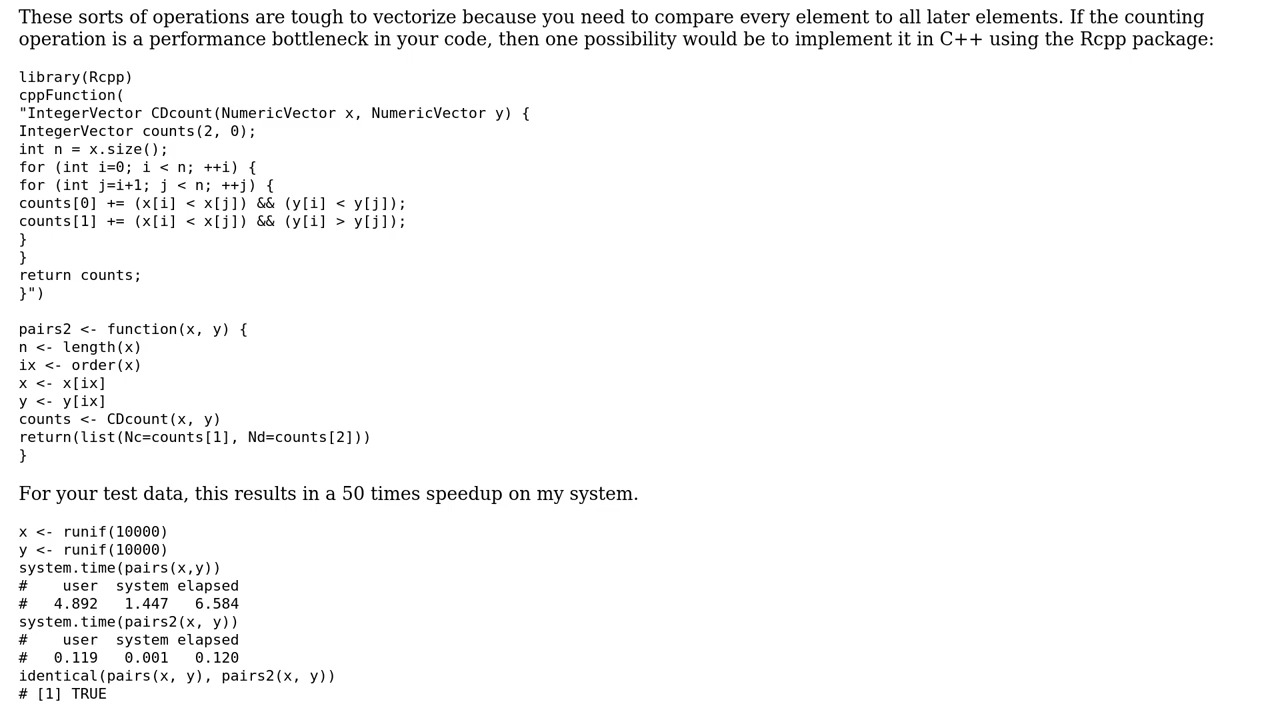 These sorts of operations are tough to vectorize because you need to compare every element to all later elements. If the counting
operation is a performance bottleneck in your code, then one possibility would be to implement it in C++ using the Rcpp package:
library(Rcpp)
cppFunction(
"IntegerVector CDcount(NumericVector x, NumericVector y) {
IntegerVector counts(2, 0);
int n = x.size();
for (int i=0; i < n; ++i) {
for (int j=i+1; j < n; ++j) {
counts[0] += (x[i] < x[j]) && (y[i] < y[j]);
counts[1] += (x[i] < x[j]) && (y[i] > y[j]);
}
}
return counts;
}")
pairs2 <- function(x, y) {
n <- length(x)
ix <- order(x)
x <- x[ix]
y <- y[ix]
counts <- CDcount(x, y)
return(list(Nc=counts[1], Nd=counts[2]))
}
For your test data, this results in a 50 times speedup on my system.
x <- runif(10000)
y <- runif(10000)
system.time(pairs(x,y))
#    user  system elapsed
#   4.892   1.447   6.584
system.time(pairs2(x, y))
#    user  system elapsed
#   0.119   0.001   0.120
identical(pairs(x, y), pairs2(x, y))
# [1] TRUE